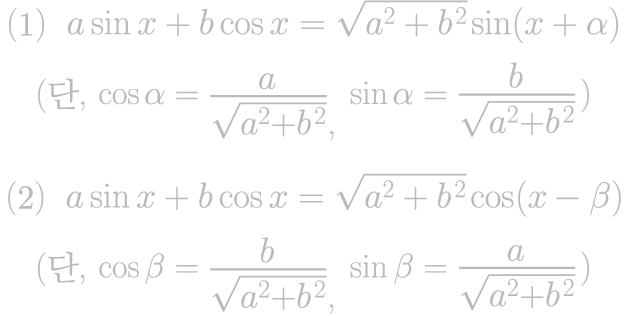 (1) a sin x + b cos x = √(a² + b²) sin(x + α)
(단, cos α = a/√(a²+b²), sin α = b/√(a²+b²))
(2) a sin x + b cos x = √(a² + b²) cos(x − β)
(단, cos β = b/√(a²+b²), sin β = a/√(a²+b²))